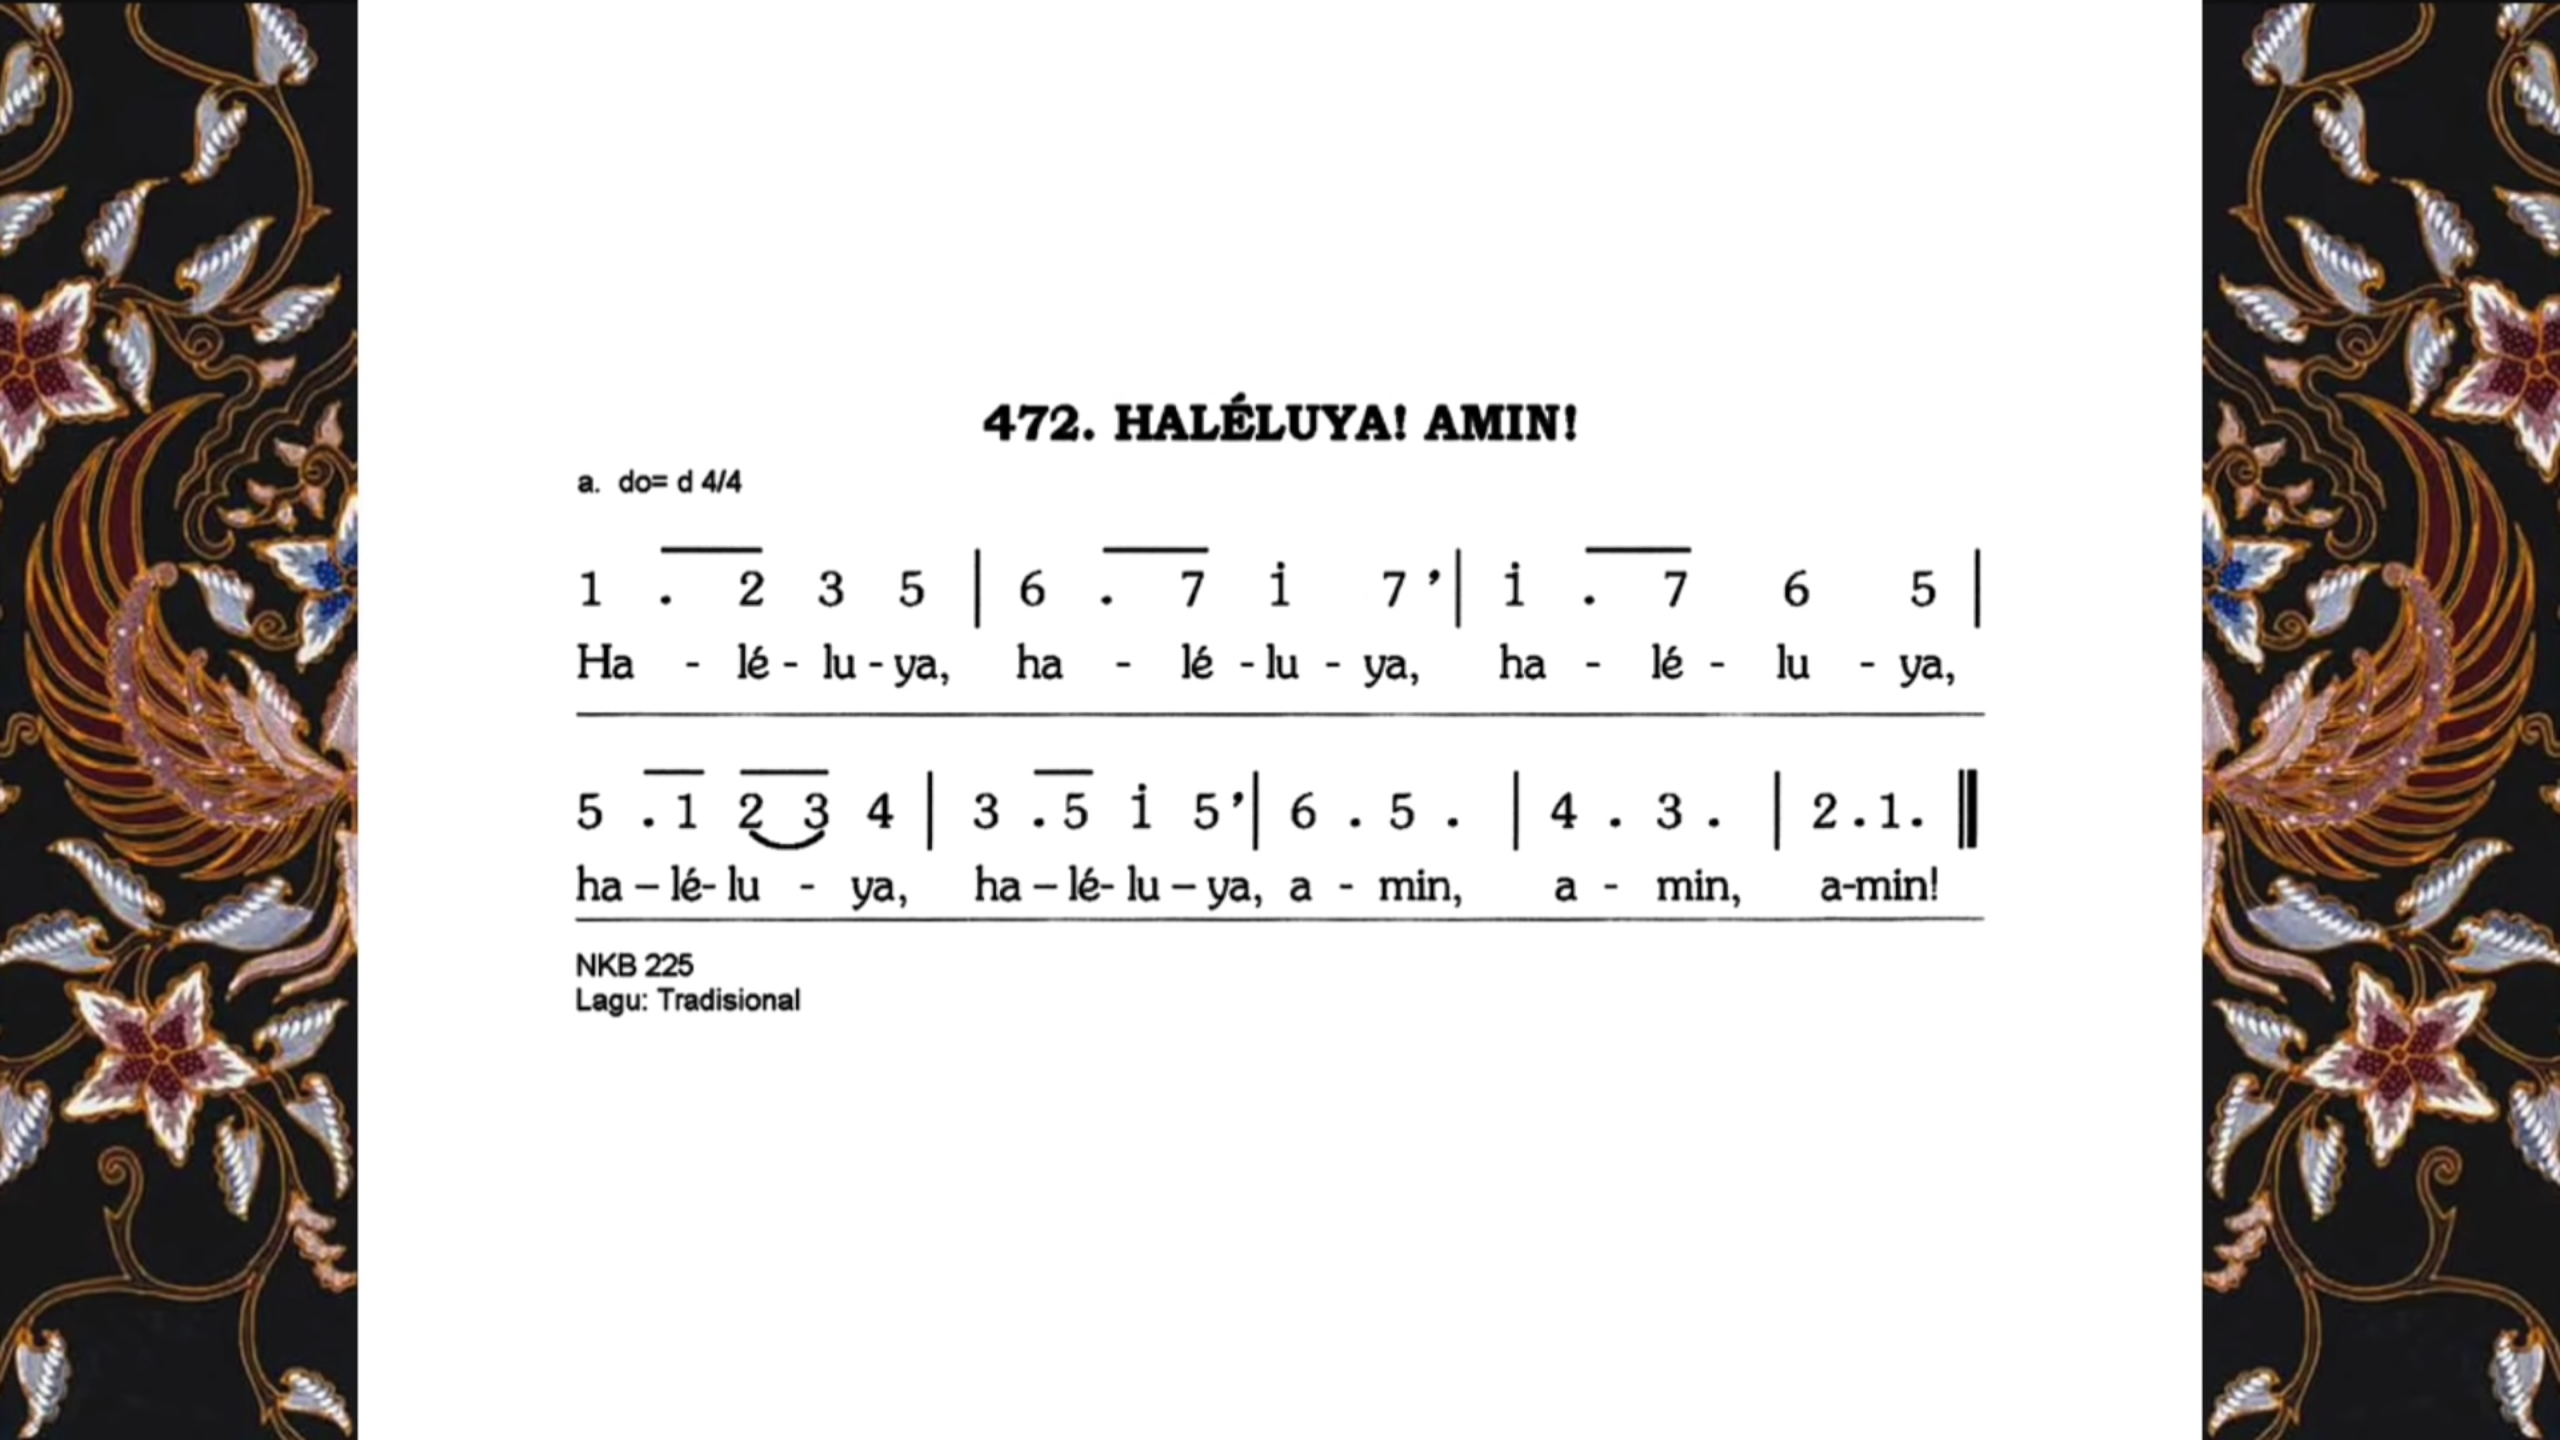 472. HALÉLUYA! AMIN!
a. do= d 4/4
1 . 2 3 5 | 6 . 7 i 7 ’ | i . 7 6 5 |
Ha - lé - lu - ya, ha - lé - lu - ya, ha - lé - lu - ya,
5 . 1 2 3 4 | 3 . 5 i 5 ’ | 6 . 5 . | 4 . 3 . | 2 . 1 . ||
ha – lé- lu - ya, ha – lé- lu – ya, a - min, a - min, a-min!
NKB 225
Lagu: Tradisional